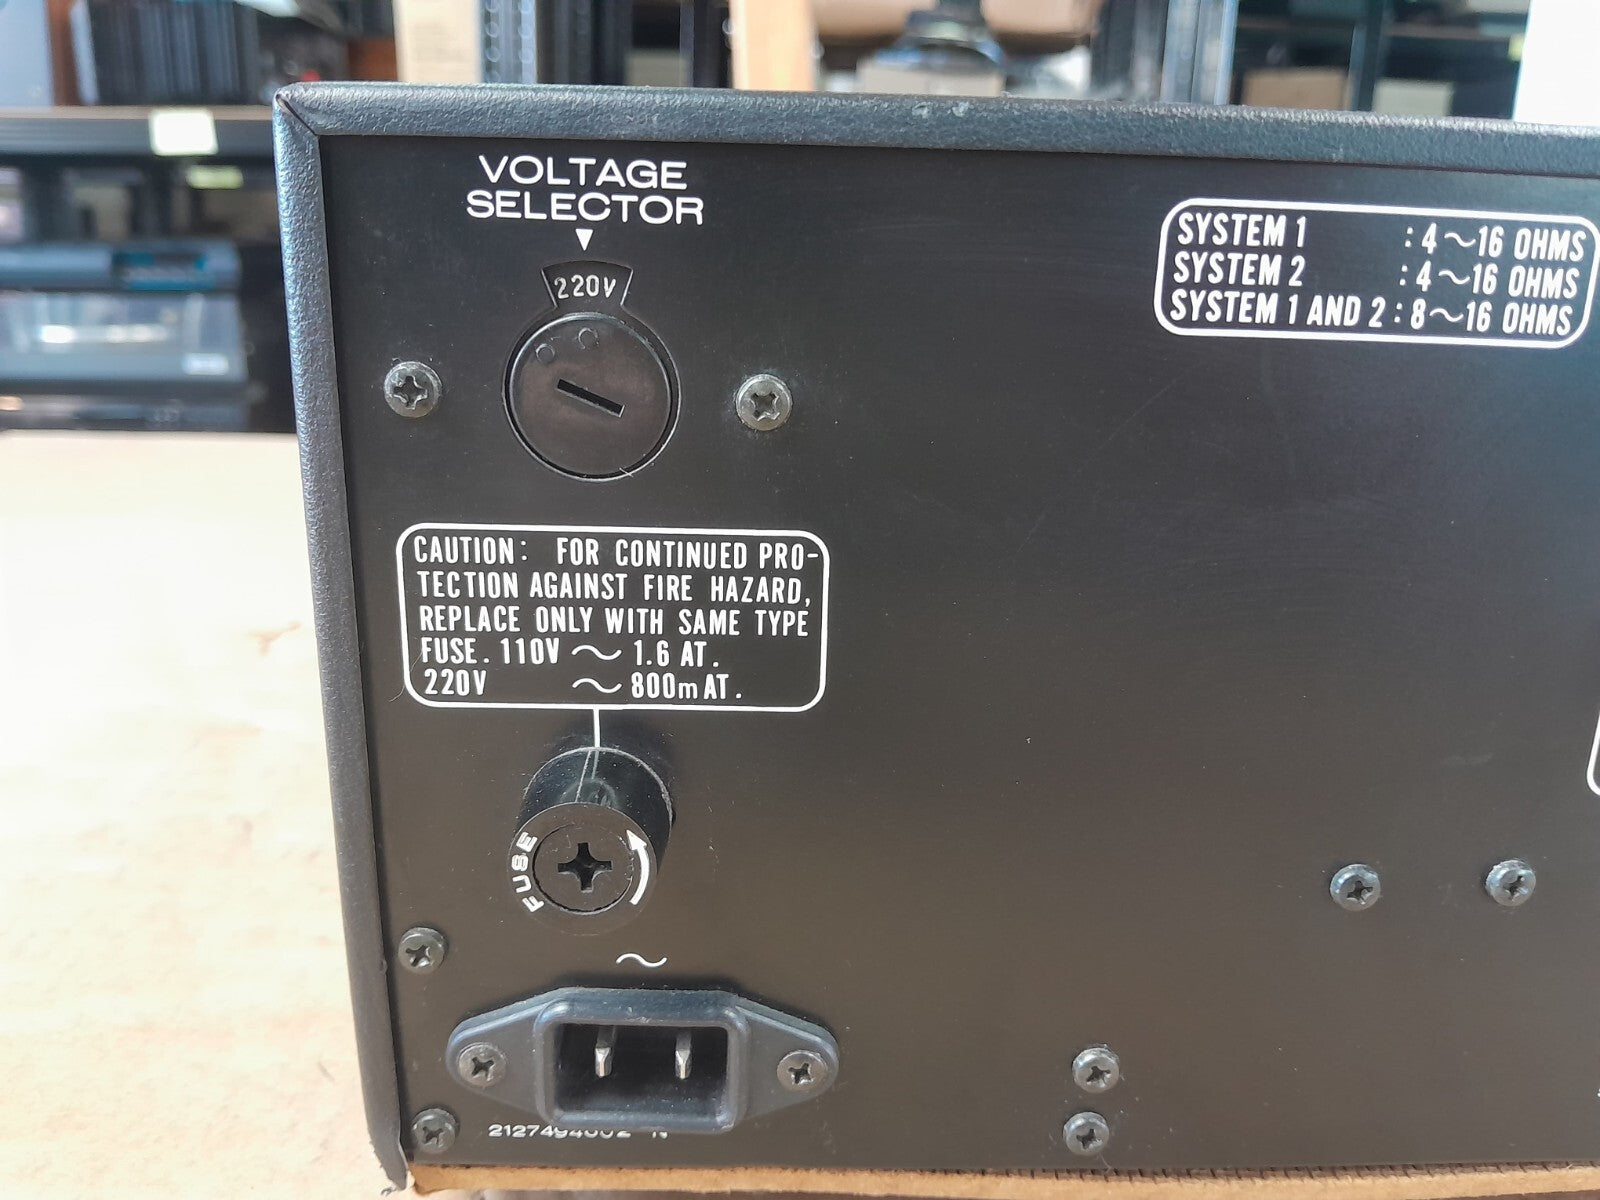 VOLTAGE
SELECTOR
220V
SYSTEM 1 : 4~16 OHMS
SYSTEM 2 : 4~16 OHMS
SYSTEM 1 AND 2 : 8~16 OHMS
CAUTION: FOR CONTINUED PRO-
TECTION AGAINST FIRE HAZARD,
REPLACE ONLY WITH SAME TYPE
FUSE. 110V ~ 1.6 AT.
220V ~ 800mAT.
FUSE
~